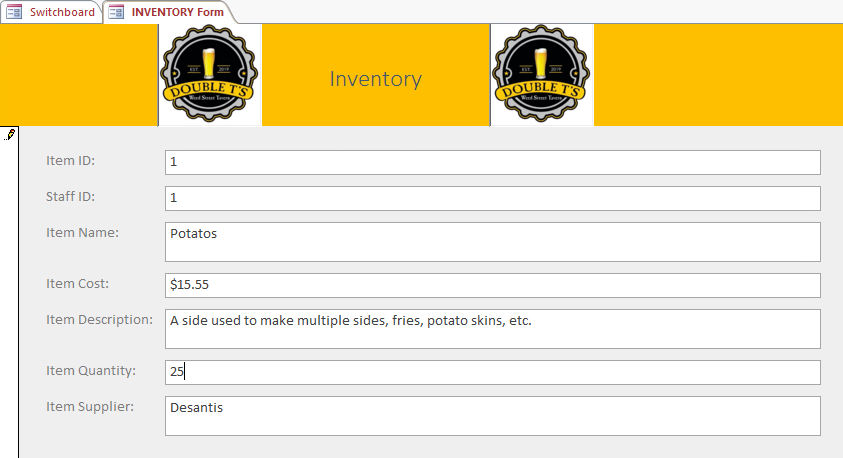 Switchboard INVENTORY Form
EST. 2019
DOUBLE T'S
Word Street Tavern
Inventory
EST. 2019
DOUBLE T'S
Word Street Tavern
Item ID: 1
Staff ID: 1
Item Name: Potatos
Item Cost: $15.55
Item Description: A side used to make multiple sides, fries, potato skins, etc.
Item Quantity: 25
Item Supplier: Desantis